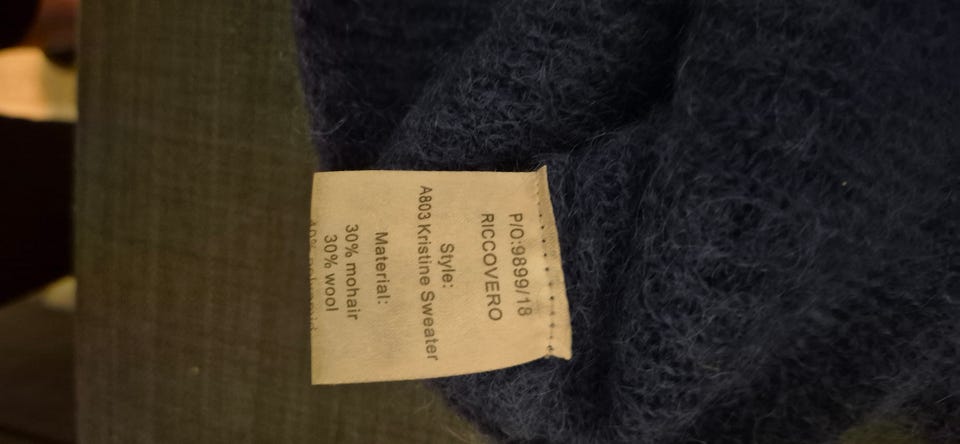 P/O:9899/18
RICCOVERO
Style:
A803 Kristine Sweater
Material:
30% mohair
30% wool